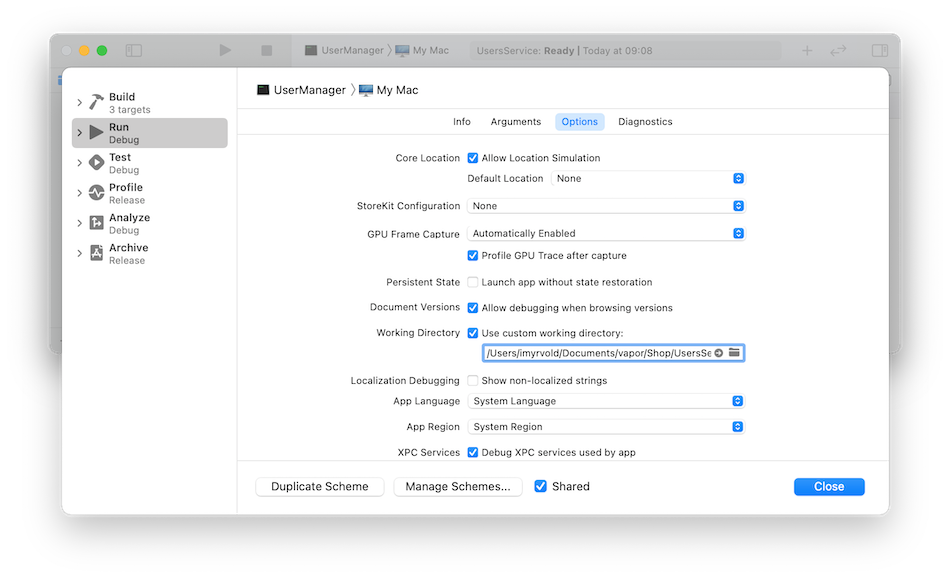 UserManager 〉 My Mac
UsersService: Ready | Today at 09:08
UserManager 〉 My Mac
Build
3 targets
Run
Debug
Test
Debug
Profile
Release
Analyze
Debug
Archive
Release
Info Arguments Options Diagnostics
Core Location Allow Location Simulation
Default Location None
StoreKit Configuration None
GPU Frame Capture Automatically Enabled
Profile GPU Trace after capture
Persistent State Launch app without state restoration
Document Versions Allow debugging when browsing versions
Working Directory Use custom working directory:
/Users/imyrvold/Documents/vapor/Shop/UsersSe
Localization Debugging Show non-localized strings
App Language System Language
App Region System Region
XPC Services Debug XPC services used by app
Duplicate Scheme Manage Schemes... Shared Close